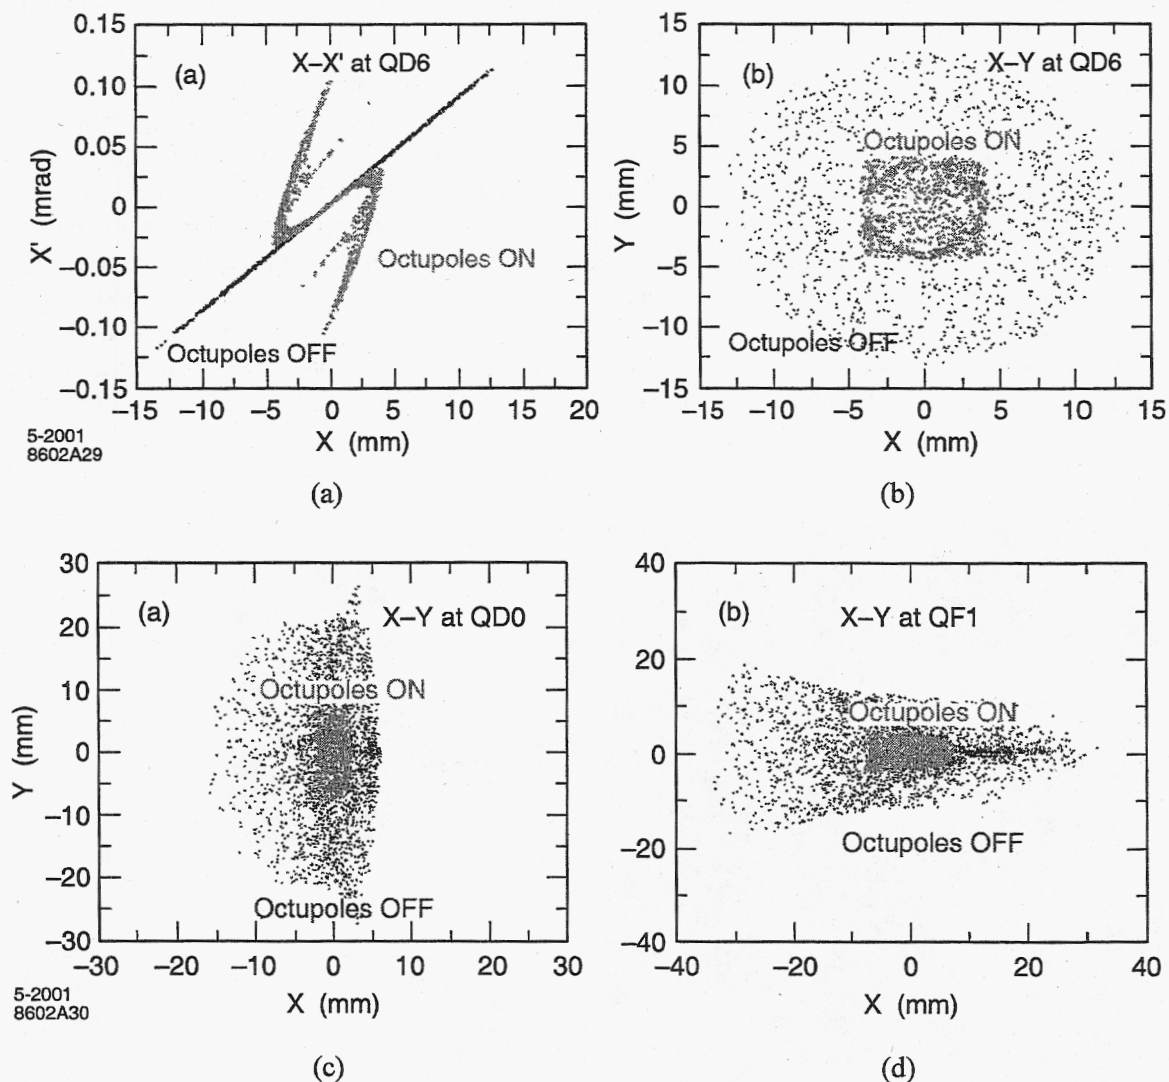 (a) X–X' at QD6
Octupoles ON
Octupoles OFF
X' (mrad)
0.15
0.10
0.05
0
–0.05
–0.10
–0.15
–15 –10 –5 0 5 10 15 20
X (mm)
5-2001
8602A29
(a)
(b) X–Y at QD6
Octupoles ON
Octupoles OFF
Y (mm)
15
10
5
0
–5
–10
–15
–15 –10 –5 0 5 10 15
X (mm)
(b)
(a) X–Y at QD0
Octupoles ON
Octupoles OFF
Y (mm)
30
20
10
0
–10
–20
–30
–30 –20 –10 0 10 20 30
X (mm)
5-2001
8602A30
(c)
(b) X–Y at QF1
Octupoles ON
Octupoles OFF
40
20
0
–20
–40
–40 –20 0 20 40
X (mm)
(d)